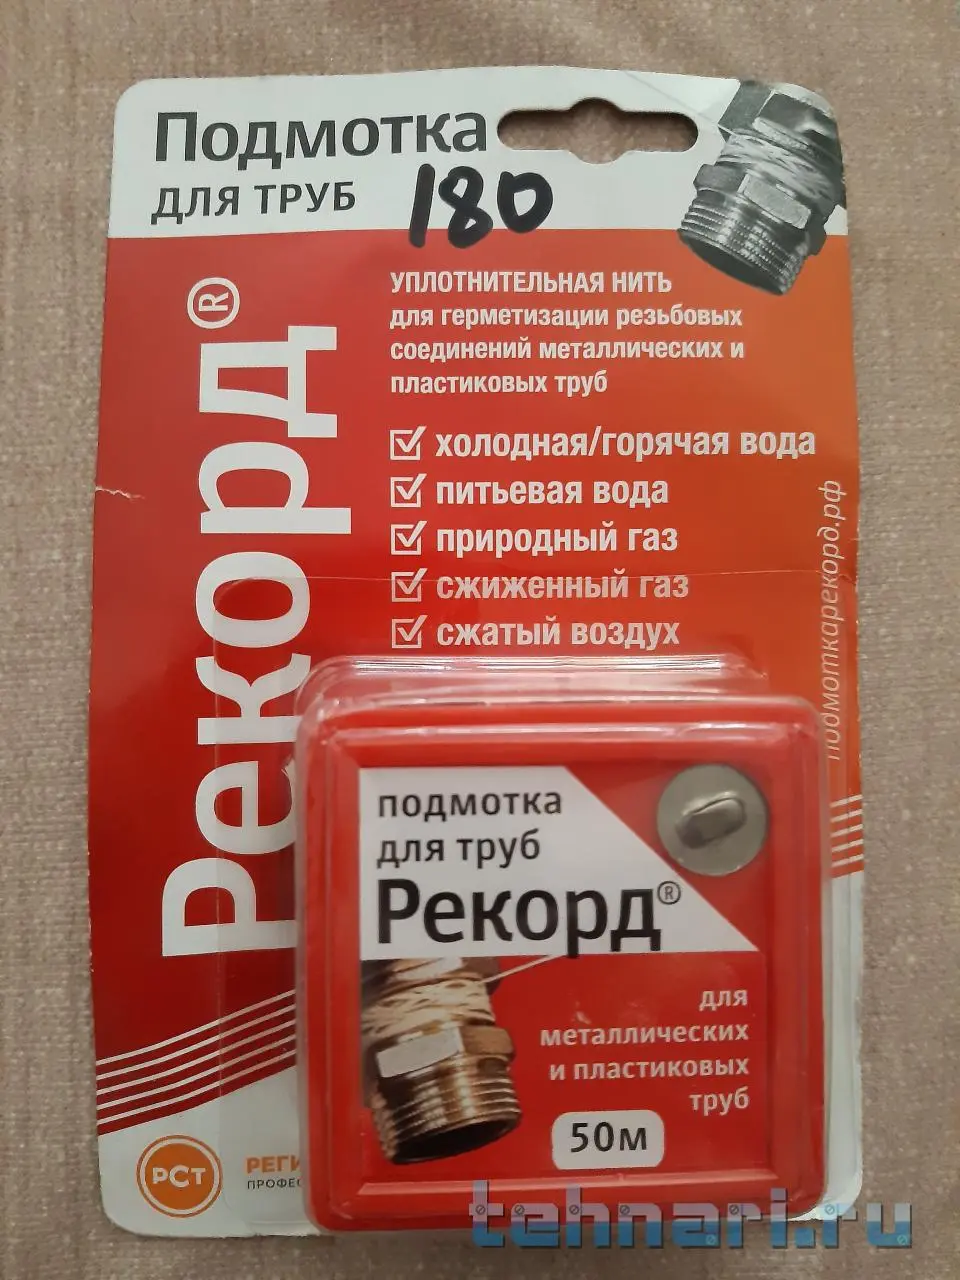 Подмотка
для труб
180
Рекорд®
УПЛОТНИТЕЛЬНАЯ НИТЬ
для герметизации резьбовых
соединений металлических и
пластиковых труб
холодная/горячая вода
питьевая вода
природный газ
сжиженный газ
сжатый воздух
подмоткарекорд.рф
подмотка
для труб
Рекорд®
для
металлических
и пластиковых
труб
50м
РСТ
tehnari.ru